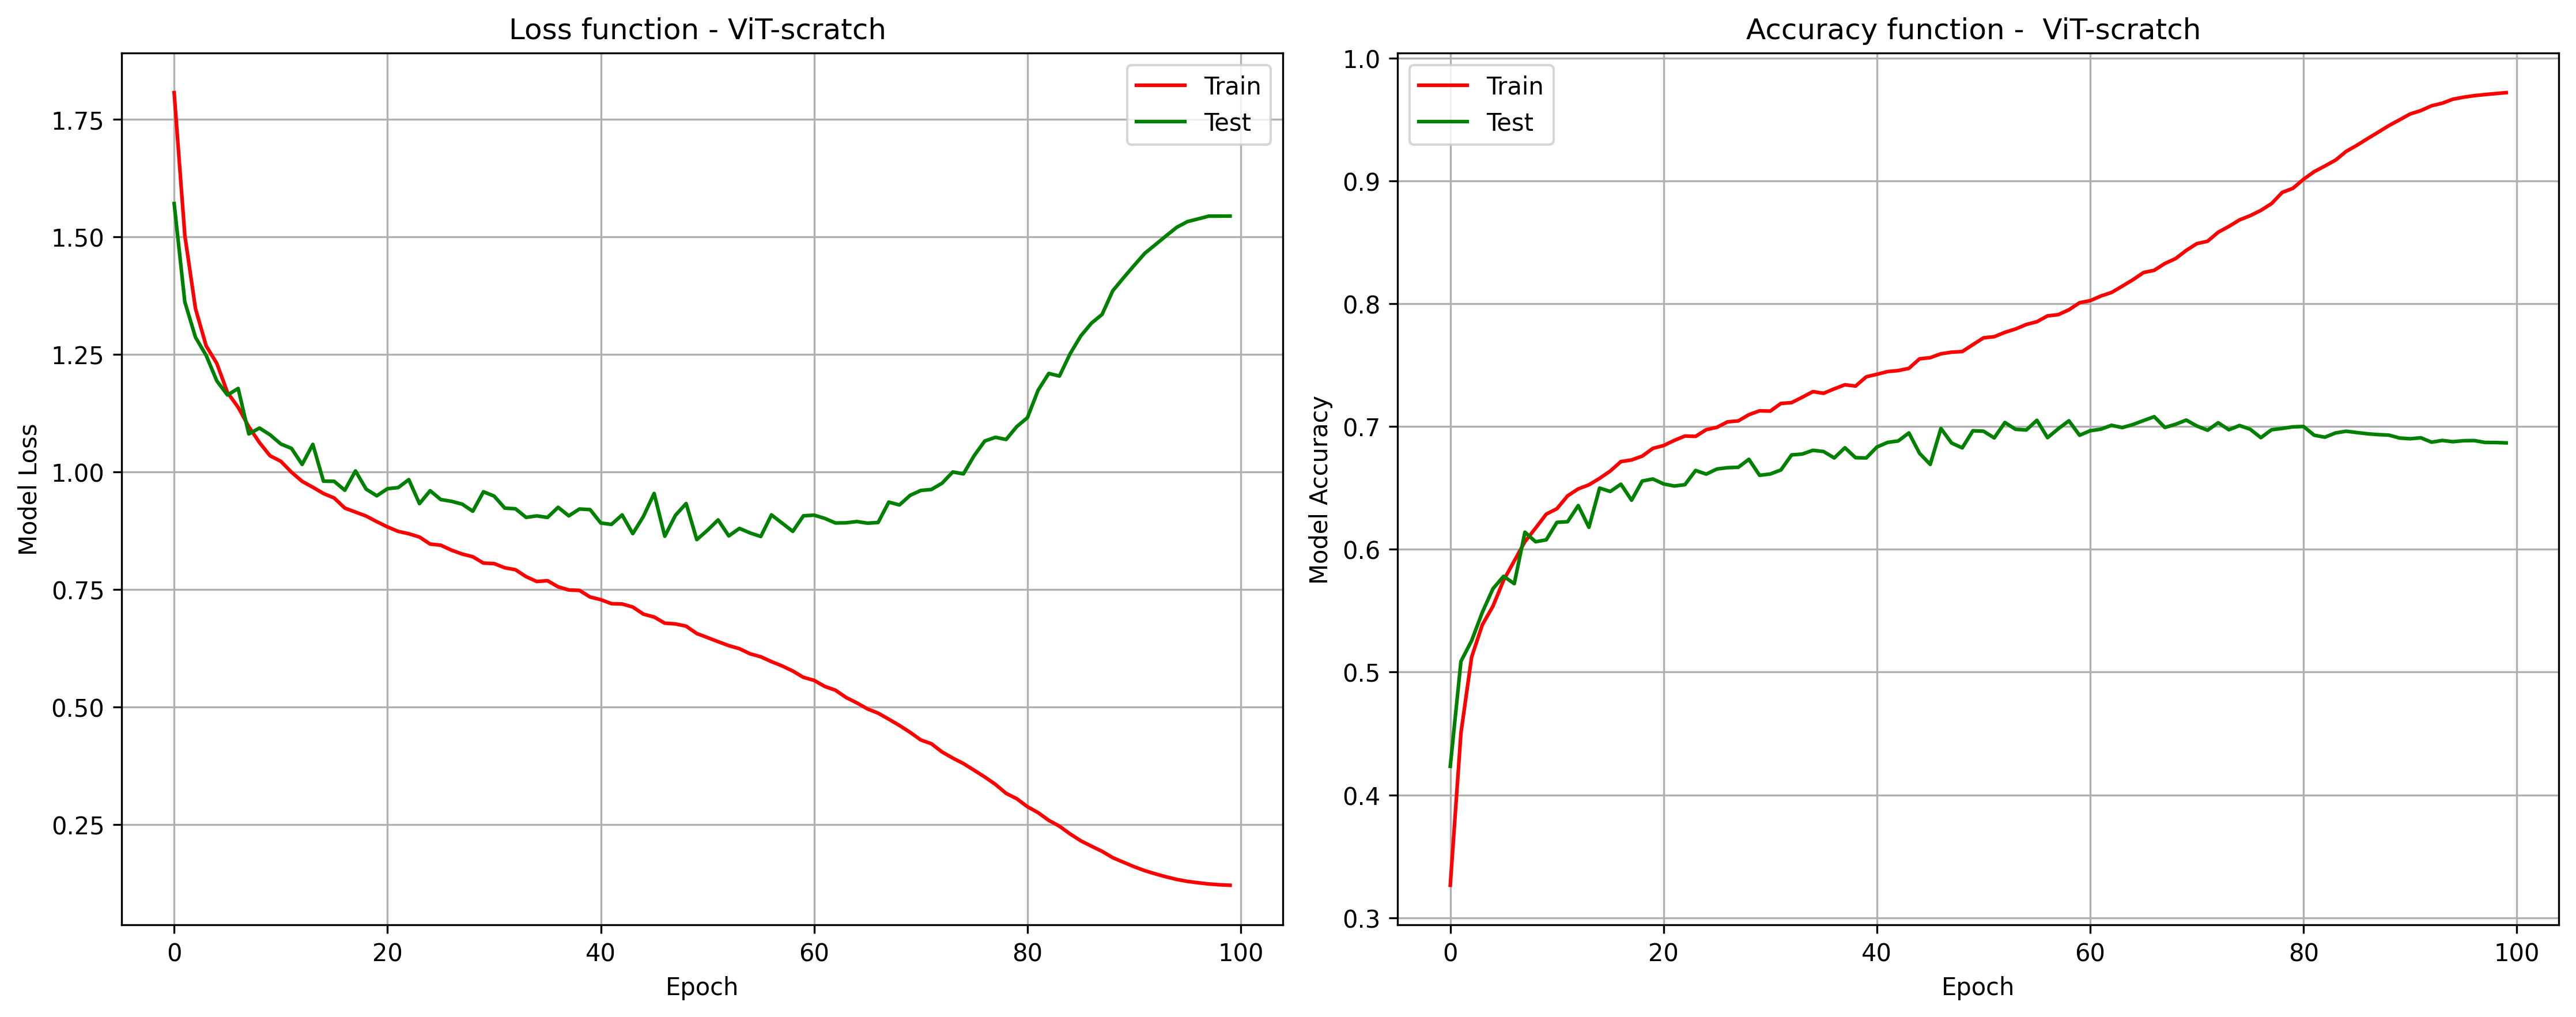 Loss function - ViT-scratch
Model Loss
1.75
1.50
1.25
1.00
0.75
0.50
0.25
Train
Test
0 20 40 60 80 100
Epoch
Accuracy function -  ViT-scratch
Model Accuracy
1.0
0.9
0.8
0.7
0.6
0.5
0.4
0.3
Train
Test
0 20 40 60 80 100
Epoch